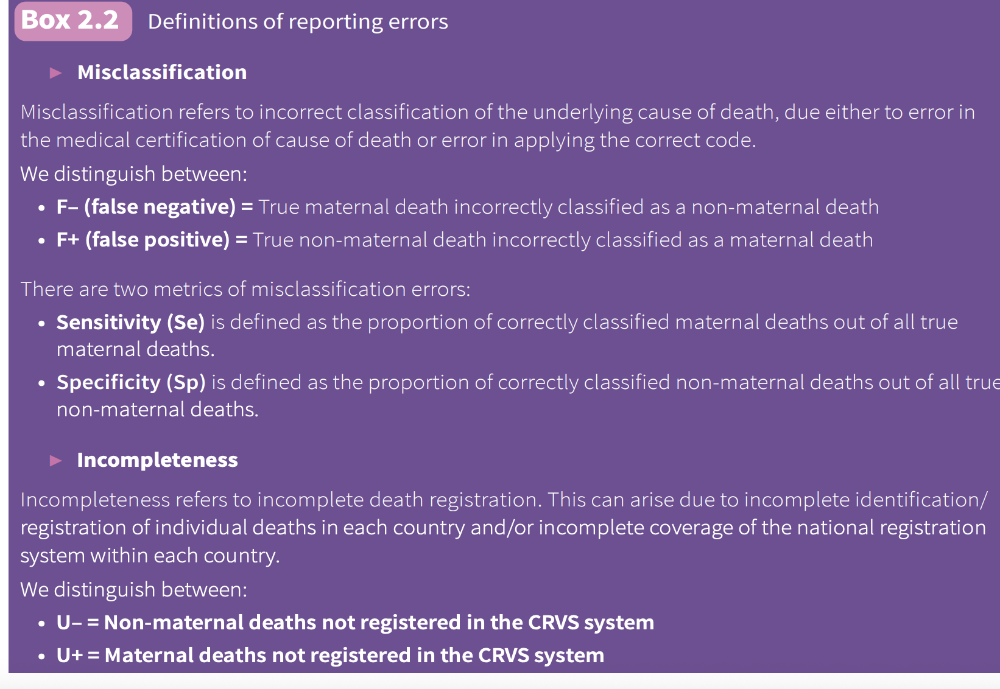 Box 2.2 Definitions of reporting errors
► Misclassification
Misclassification refers to incorrect classification of the underlying cause of death, due either to error in
the medical certification of cause of death or error in applying the correct code.
We distinguish between:
• F– (false negative) = True maternal death incorrectly classified as a non-maternal death
• F+ (false positive) = True non-maternal death incorrectly classified as a maternal death
There are two metrics of misclassification errors:
• Sensitivity (Se) is defined as the proportion of correctly classified maternal deaths out of all true
maternal deaths.
• Specificity (Sp) is defined as the proportion of correctly classified non-maternal deaths out of all true
non-maternal deaths.
► Incompleteness
Incompleteness refers to incomplete death registration. This can arise due to incomplete identification/
registration of individual deaths in each country and/or incomplete coverage of the national registration
system within each country.
We distinguish between:
• U– = Non-maternal deaths not registered in the CRVS system
• U+ = Maternal deaths not registered in the CRVS system